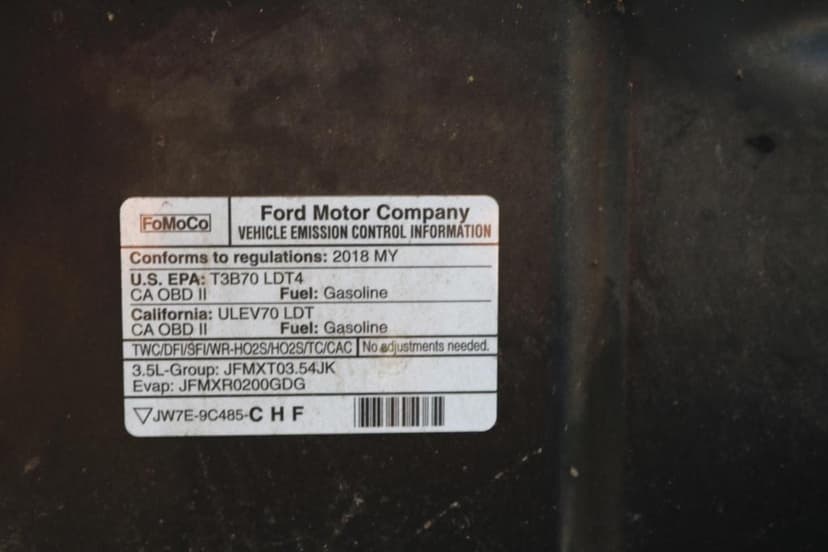 FoMoCo
Ford Motor Company
VEHICLE EMISSION CONTROL INFORMATION
Conforms to regulations: 2018 MY
U.S. EPA: T3B70 LDT4
CA OBD II Fuel: Gasoline
California: ULEV70 LDT
CA OBD II Fuel: Gasoline
TWC/DFI/SFI/WR-HO2S/HO2S/TC/CAC No adjustments needed.
3.5L-Group: JFMXT03.54JK
Evap: JFMXR0200GDG
JW7E-9C485-C H F